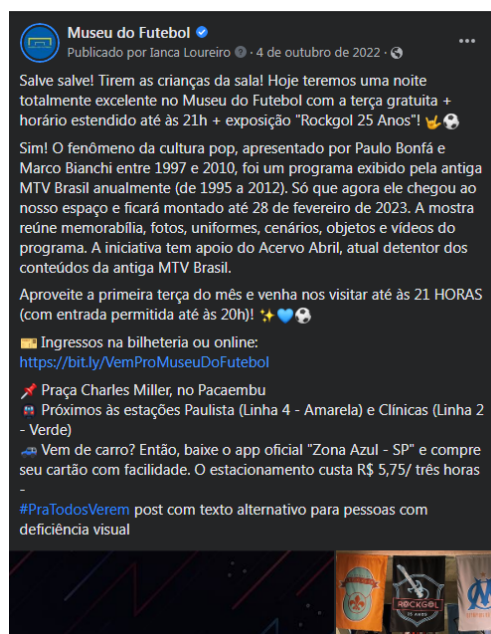 Museu do Futebol
Publicado por Ianca Loureiro · 4 de outubro de 2022 ·
Salve salve! Tirem as crianças da sala! Hoje teremos uma noite
totalmente excelente no Museu do Futebol com a terça gratuita +
horário estendido até às 21h + exposição "Rockgol 25 Anos"! 🤘⚽
Sim! O fenômeno da cultura pop, apresentado por Paulo Bonfá e
Marco Bianchi entre 1997 e 2010, foi um programa exibido pela antiga
MTV Brasil anualmente (de 1995 a 2012). Só que agora ele chegou ao
nosso espaço e ficará montado até 28 de fevereiro de 2023. A mostra
reúne memorabília, fotos, uniformes, cenários, objetos e vídeos do
programa. A iniciativa tem apoio do Acervo Abril, atual detentor dos
conteúdos da antiga MTV Brasil.
Aproveite a primeira terça do mês e venha nos visitar até às 21 HORAS
(com entrada permitida até às 20h)! ✨💙⚽
🎫 Ingressos na bilheteria ou online:
https://bit.ly/VemProMuseuDoFutebol
📌 Praça Charles Miller, no Pacaembu
🚇 Próximos às estações Paulista (Linha 4 - Amarela) e Clínicas (Linha 2
- Verde)
🚙 Vem de carro? Então, baixe o app oficial "Zona Azul - SP" e compre
seu cartão com facilidade. O estacionamento custa R$ 5,75/ três horas
-
#PraTodosVerem post com texto alternativo para pessoas com
deficiência visual
ROCKGOL